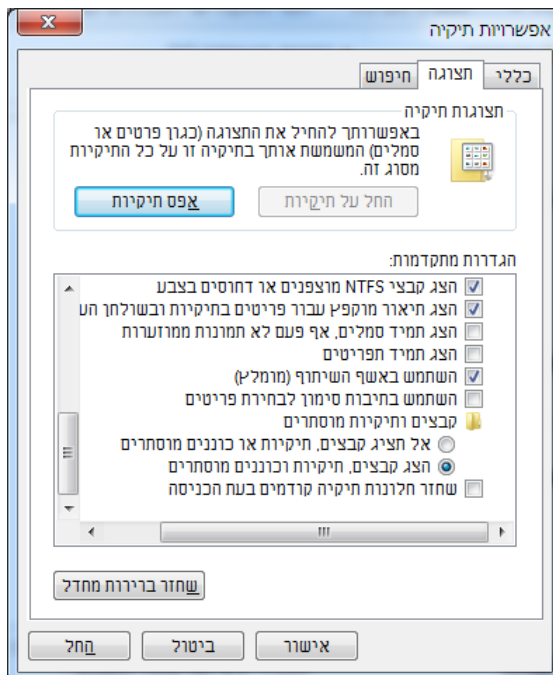 אפשרויות תיקיה
כללי תצוגה חיפוש
תצוגות תיקיה
באפשרותך להחיל את התצוגה (כגון פרטים או
סמלים) המשמשת אותך בתיקיה זו על כל התיקיות
מסוג זה.
החל על תיקיות אפס תיקיות
הגדרות מתקדמות:
הצג קבצי NTFS מוצפנים או דחוסים בצבע
הצג תיאור מוקפץ עבור פריטים בתיקיות ובשולחן הע
הצג תמיד סמלים, אף פעם לא תמונות ממוזערות
הצג תמיד תפריטים
השתמש באשף השיתוף (מומלץ)
השתמש בתיבות סימון לבחירת פריטים
קבצים ותיקיות מוסתרים
אל תציג קבצים, תיקיות או כוננים מוסתרים
הצג קבצים, תיקיות וכוננים מוסתרים
שחזר חלונות תיקיה קודמים בעת הכניסה
שחזר ברירות מחדל
אישור ביטול החל